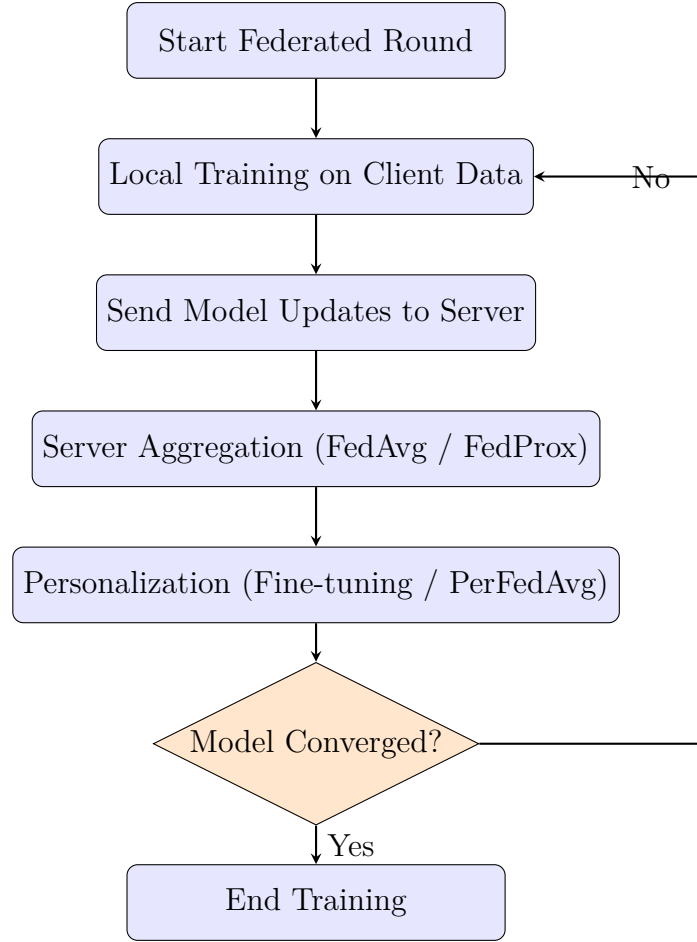 Start Federated Round
Local Training on Client Data
No
Send Model Updates to Server
Server Aggregation (FedAvg / FedProx)
Personalization (Fine-tuning / PerFedAvg)
Model Converged?
Yes
End Training